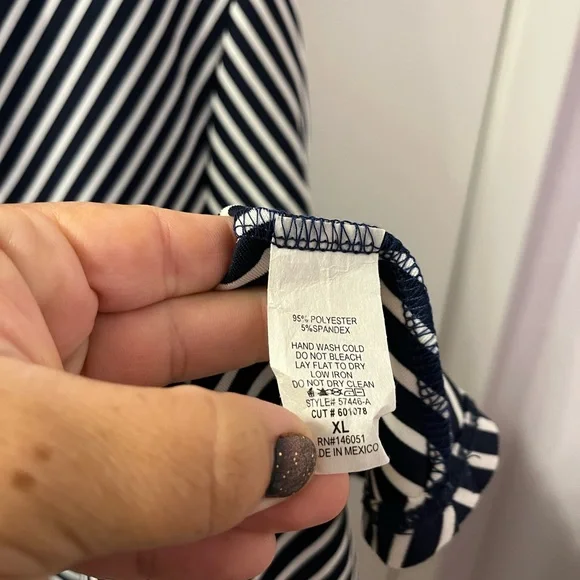 95% POLYESTER
5%SPANDEX
HAND WASH COLD
DO NOT BLEACH
LAY FLAT TO DRY
LOW IRON
DO NOT DRY CLEAN
STYLE# 57446-A
CUT # 601078
XL
RN#146051
DE IN MEXICO